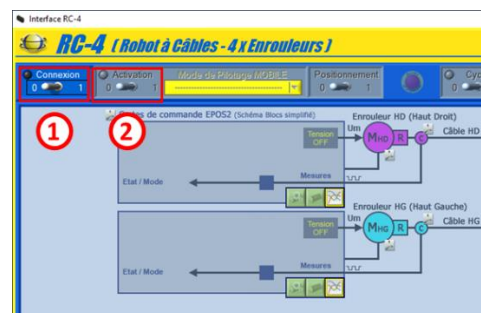 Interface RC-4
RC-4 ( Robot à Câbles - 4 x Enrouleurs )
Connexion
0 1
Activation
0 1
Mode de Pilotage MOBILE
Positionnement
0 1
Cyc
0
1
2
de commande EPOS2 (Schéma Blocs simplifié)
Enrouleur HD (Haut Droit)
Tension
OFF
Um
MHD
R
C
Câble HD
Etat / Mode
Mesures
Enrouleur HG (Haut Gauche)
Tension
OFF
Um
MHG
R
C
Câble HG
Etat / Mode
Mesures